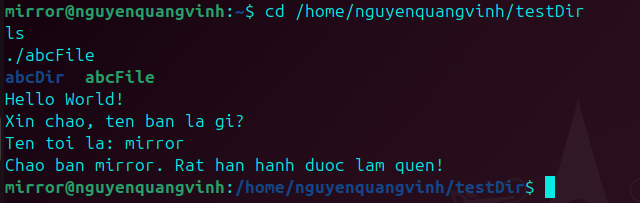 mirror@nguyenquangvinh:~$ cd /home/nguyenquangvinh/testDir
ls
./abcFile
abcDir  abcFile
Hello World!
Xin chao, ten ban la gi?
Ten toi la: mirror
Chao ban mirror. Rat han hanh duoc lam quen!
mirror@nguyenquangvinh:/home/nguyenquangvinh/testDir$